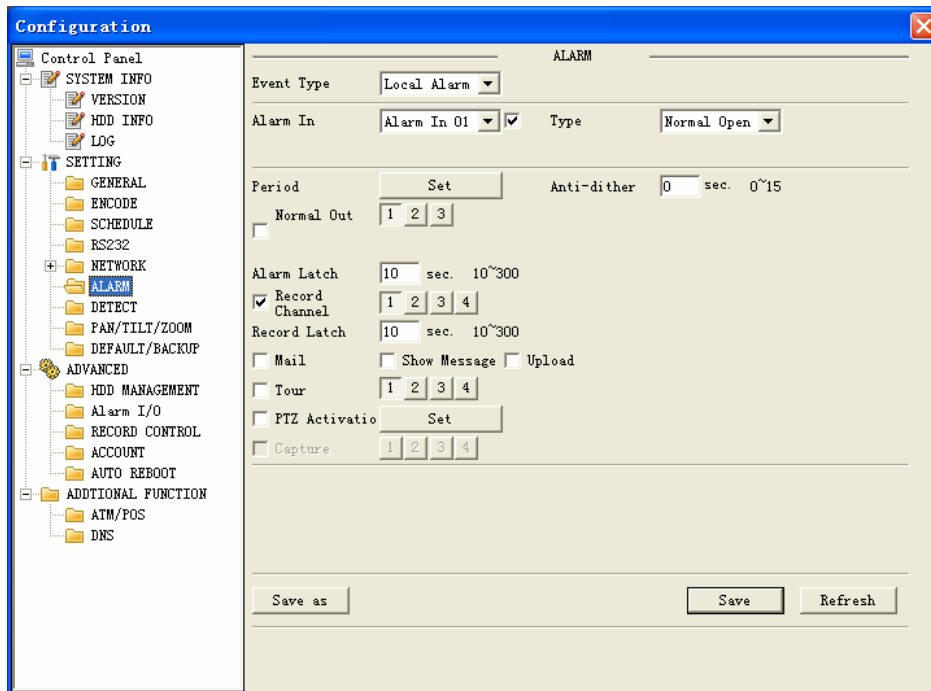 Configuration
Control Panel
SYSTEM INFO
VERSION
HDD INFO
LOG
SETTING
GENERAL
ENCODE
SCHEDULE
RS232
NETWORK
ALARM
DETECT
PAN/TILT/ZOOM
DEFAULT/BACKUP
ADVANCED
HDD MANAGEMENT
Alarm I/O
RECORD CONTROL
ACCOUNT
AUTO REBOOT
ADDTIONAL FUNCTION
ATM/POS
DNS
ALARM
Event Type Local Alarm
Alarm In Alarm In 01 Type Normal Open
Period Set Anti-dither 0 sec. 0~15
Normal Out 1 2 3
Alarm Latch 10 sec. 10~300
Record Channel 1 2 3 4
Record Latch 10 sec. 10~300
Mail Show Message Upload
Tour 1 2 3 4
PTZ Activatio Set
Capture 1 2 3 4
Save as Save Refresh